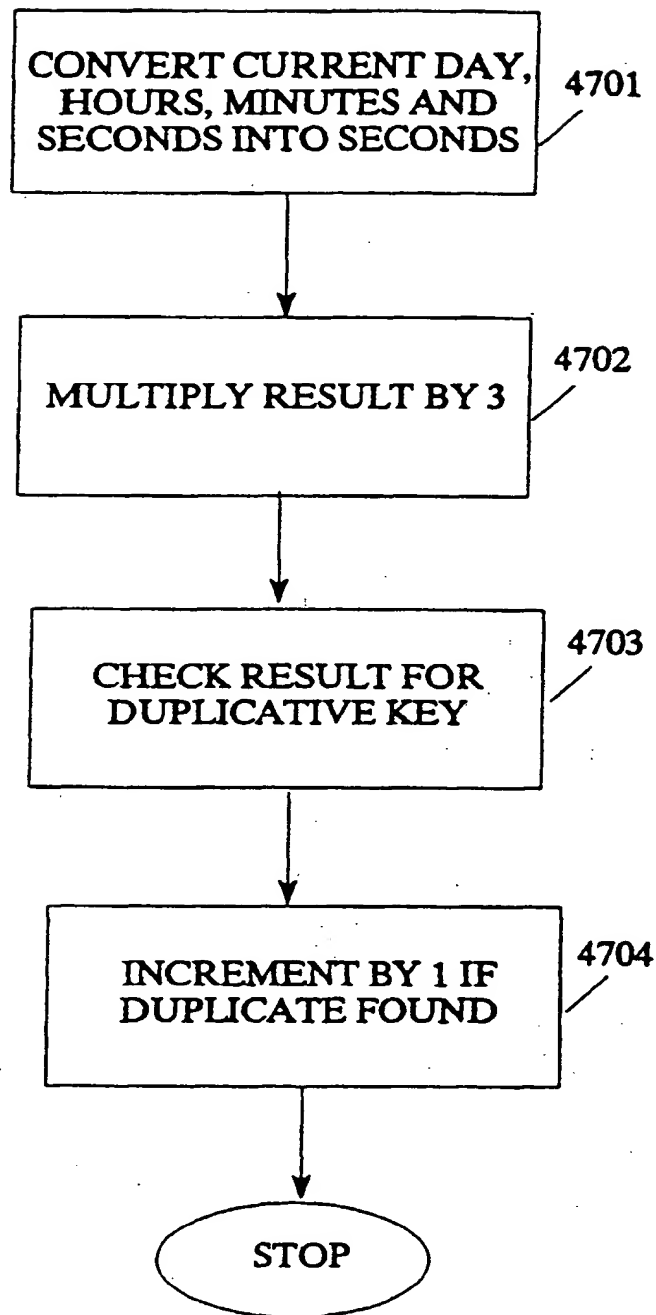 CONVERT CURRENT DAY,
HOURS, MINUTES AND
SECONDS INTO SECONDS
4701
MULTIPLY RESULT BY 3
4702
CHECK RESULT FOR
DUPLICATIVE KEY
4703
INCREMENT BY 1 IF
DUPLICATE FOUND
4704
STOP